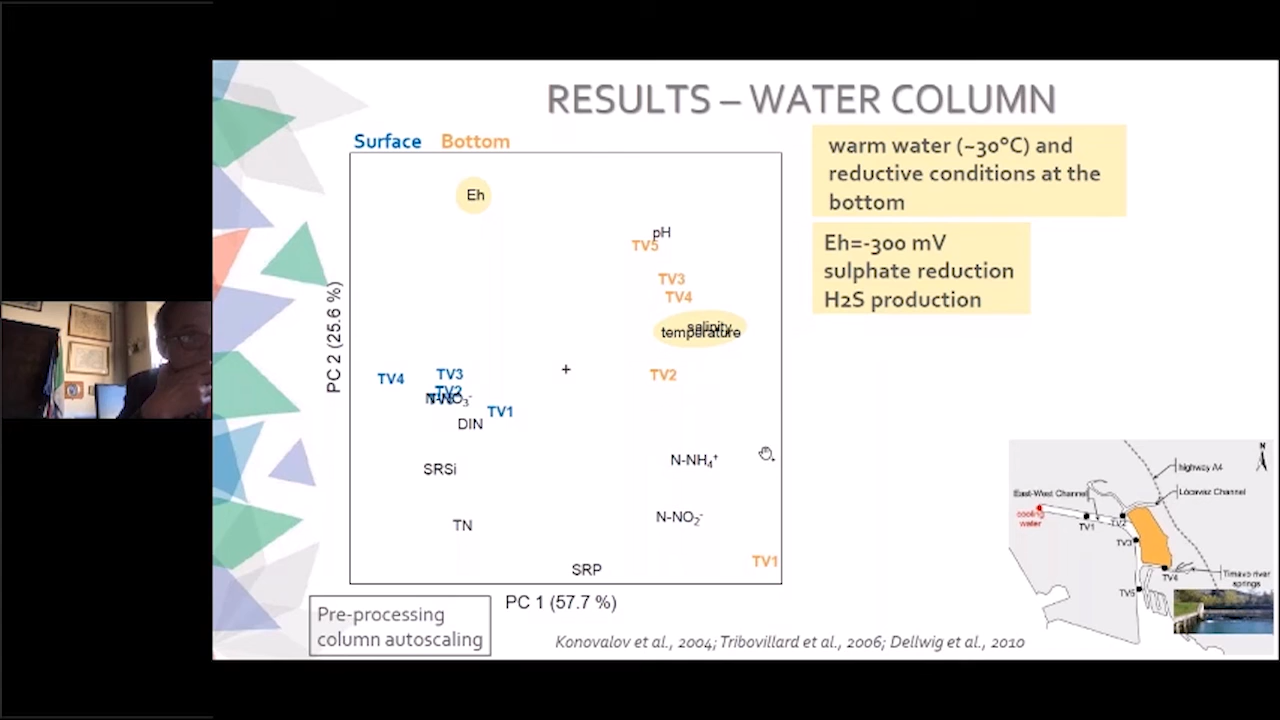 RESULTS – WATER COLUMN
Surface Bottom
warm water (~30°C) and
reductive conditions at the
bottom
Eh=-300 mV
sulphate reduction
H2S production
Eh
pH
TV5
TV3
TV4
salinity
temperature
TV2
TV4
TV3
TV2
N-NO₃⁻
TV1
DIN
SRSi
TN
N-NH₄⁺
N-NO₂⁻
TV1
SRP
PC 2 (25.6 %)
PC 1 (57.7 %)
Pre-processing
column autoscaling
Konovalov et al., 2004; Tribovillard et al., 2006; Dellwig et al., 2010
N
highway A4
East-West Channel
Locavaz Channel
cooling
water
TV1
TV2
TV3
TV4
Timavo river
springs
TV5